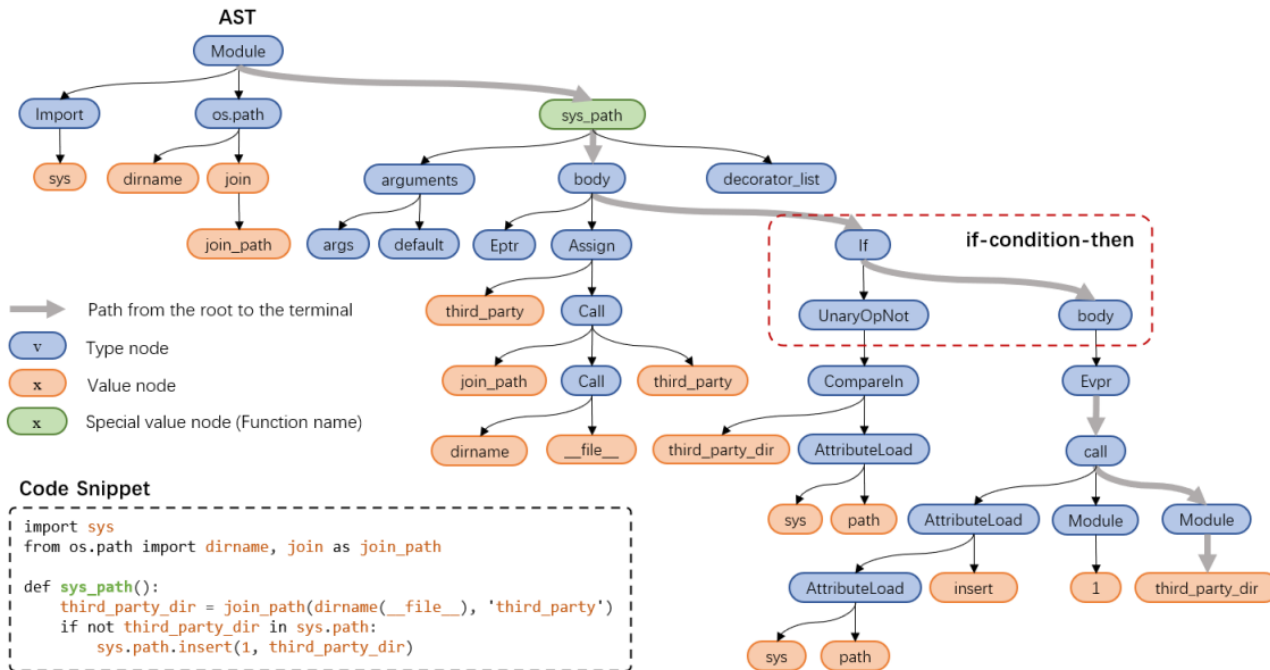 AST
Module
Import os.path sys_path
sys dirname join arguments body decorator_list
join_path args default Eptr Assign If if-condition-then
Path from the root to the terminal third_party Call UnaryOpNot body
v Type node
x Value node join_path Call third_party CompareIn Evpr
x Special value node (Function name)
dirname __file__ third_party_dir AttributeLoad call
Code Snippet
sys path AttributeLoad Module Module
AttributeLoad insert 1 third_party_dir
sys path
import sys
from os.path import dirname, join as join_path
def sys_path():
    third_party_dir = join_path(dirname(__file__), 'third_party')
    if not third_party_dir in sys.path:
        sys.path.insert(1, third_party_dir)